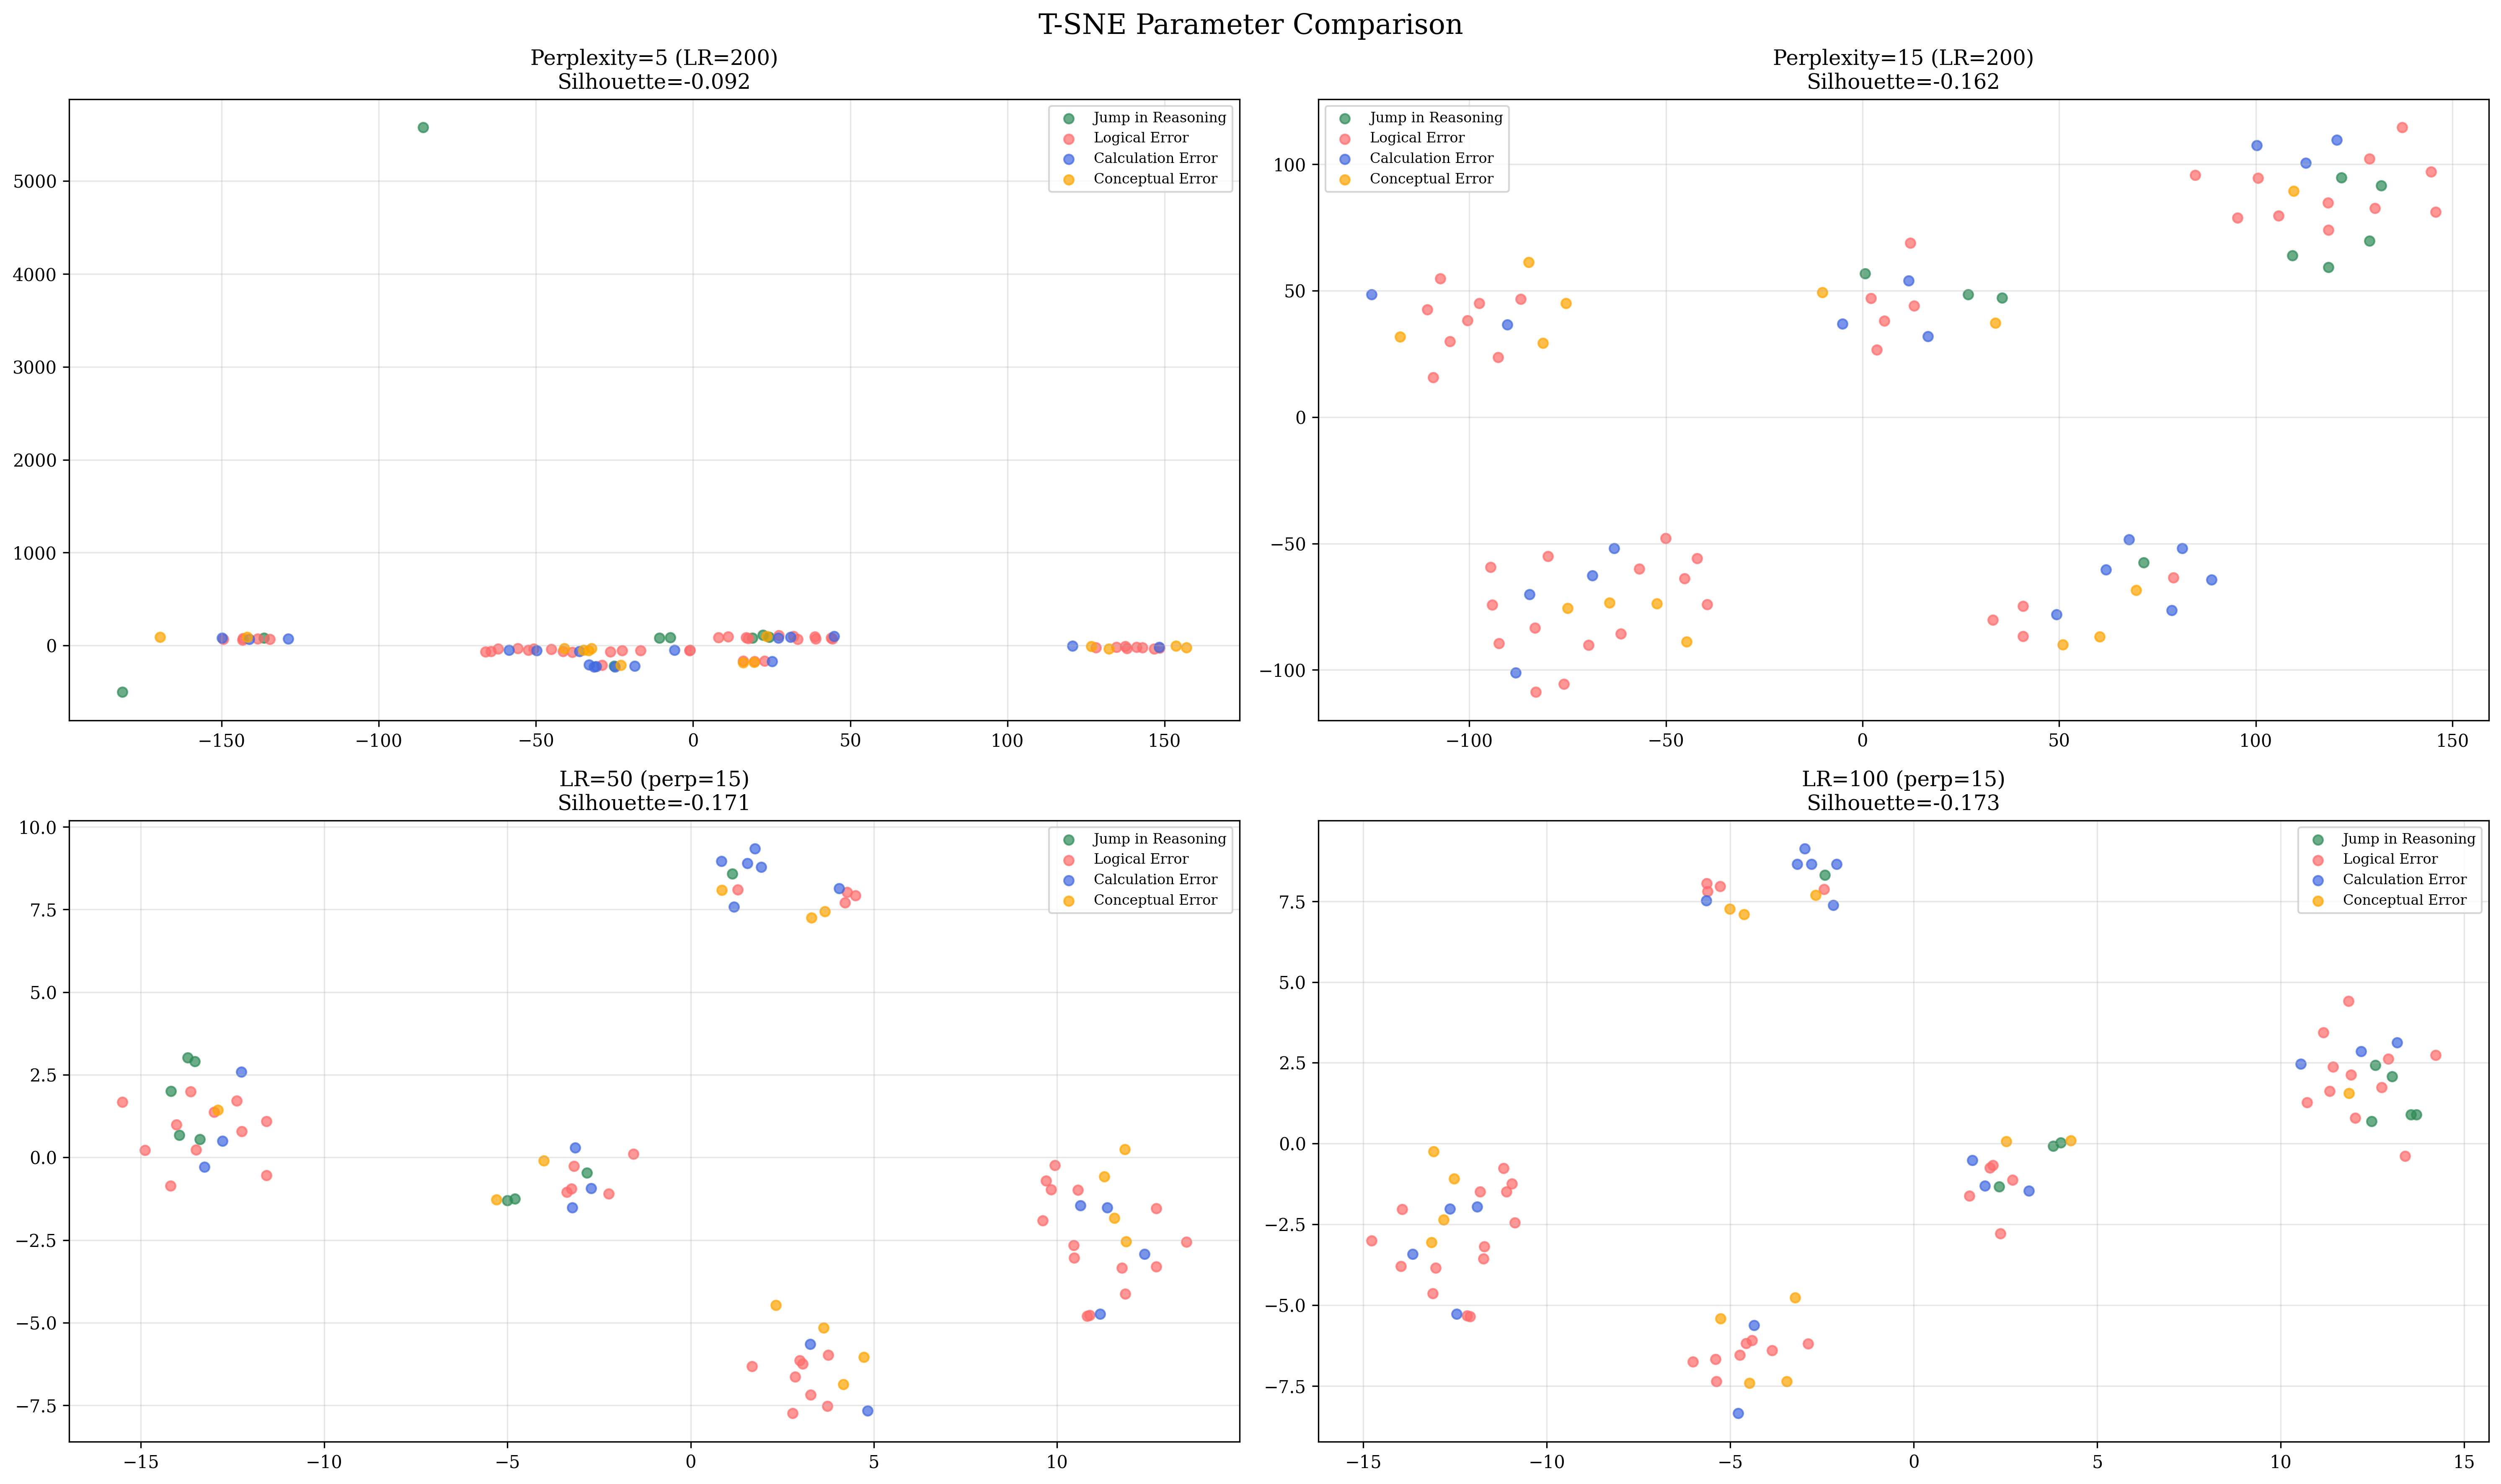 T-SNE Parameter Comparison
Perplexity=5 (LR=200)
Silhouette=-0.092
Jump in Reasoning
Logical Error
Calculation Error
Conceptual Error
5000
4000
3000
2000
1000
0
−150
−100
−50
0
50
100
150
Perplexity=15 (LR=200)
Silhouette=-0.162
Jump in Reasoning
Logical Error
Calculation Error
Conceptual Error
100
50
0
−50
−100
−100
−50
0
50
100
150
LR=50 (perp=15)
Silhouette=-0.171
Jump in Reasoning
Logical Error
Calculation Error
Conceptual Error
10.0
7.5
5.0
2.5
0.0
−2.5
−5.0
−7.5
−15
−10
−5
0
5
10
LR=100 (perp=15)
Silhouette=-0.173
Jump in Reasoning
Logical Error
Calculation Error
Conceptual Error
7.5
5.0
2.5
0.0
−2.5
−5.0
−7.5
−15
−10
−5
0
5
10
15